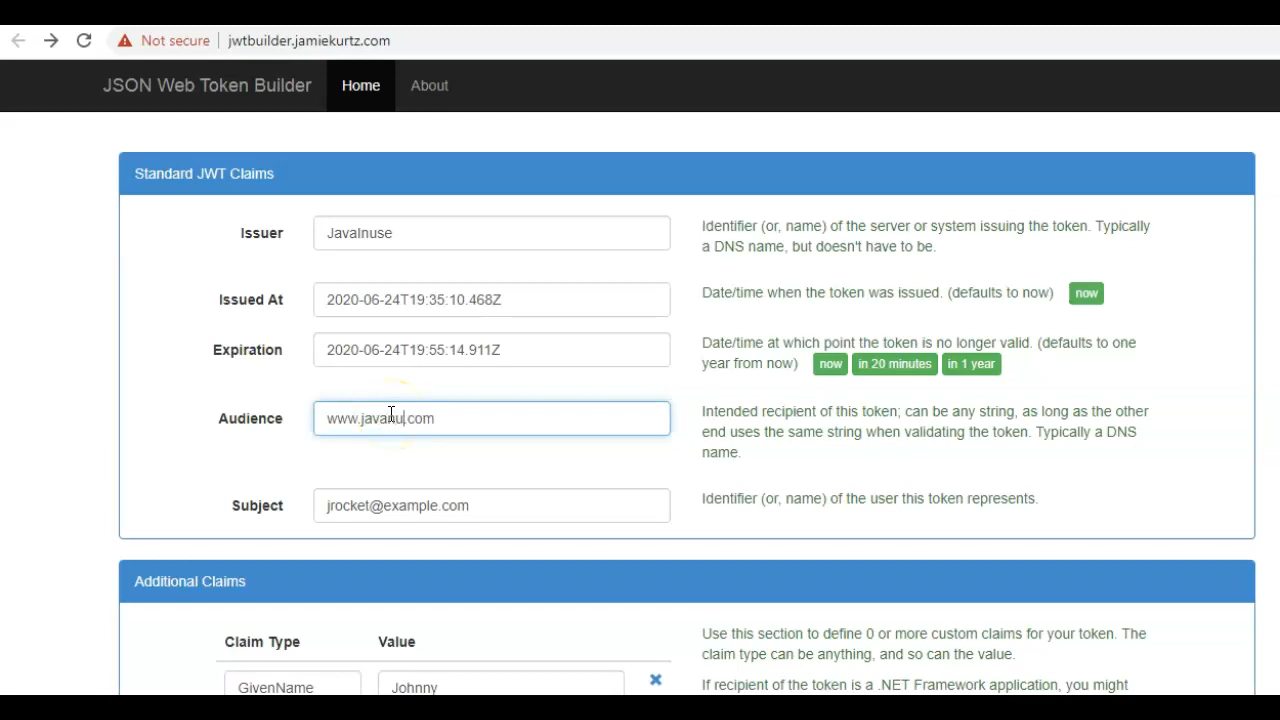 Not secure jwtbuilder.jamiekurtz.com
JSON Web Token Builder Home About
Standard JWT Claims
Issuer JavaInuse Identifier (or, name) of the server or system issuing the token. Typically
a DNS name, but doesn't have to be.
Issued At 2020-06-24T19:35:10.468Z Date/time when the token was issued. (defaults to now) now
Expiration 2020-06-24T19:55:14.911Z Date/time at which point the token is no longer valid. (defaults to one
year from now) now in 20 minutes in 1 year
Audience www.javainu.com Intended recipient of this token; can be any string, as long as the other
end uses the same string when validating the token. Typically a DNS
name.
Subject jrocket@example.com Identifier (or, name) of the user this token represents.
Additional Claims
Claim Type Value Use this section to define 0 or more custom claims for your token. The
claim type can be anything, and so can the value.
GivenName Johnny If recipient of the token is a .NET Framework application, you might